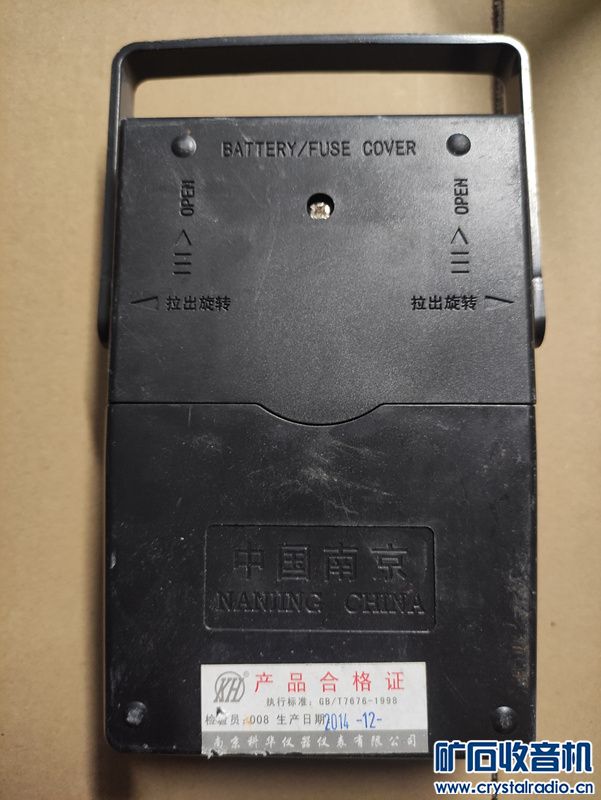 BATTERY/FUSE COVER
OPEN
OPEN
拉出旋转
拉出旋转
中国南京
NANJING CHINA
KH
产品合格证
执行标准: GB/T7676-1998
检验员: 008 生产日期 2014-12-
南京科华仪器仪表有限公司
矿石收音机
www.crystalradio.cn